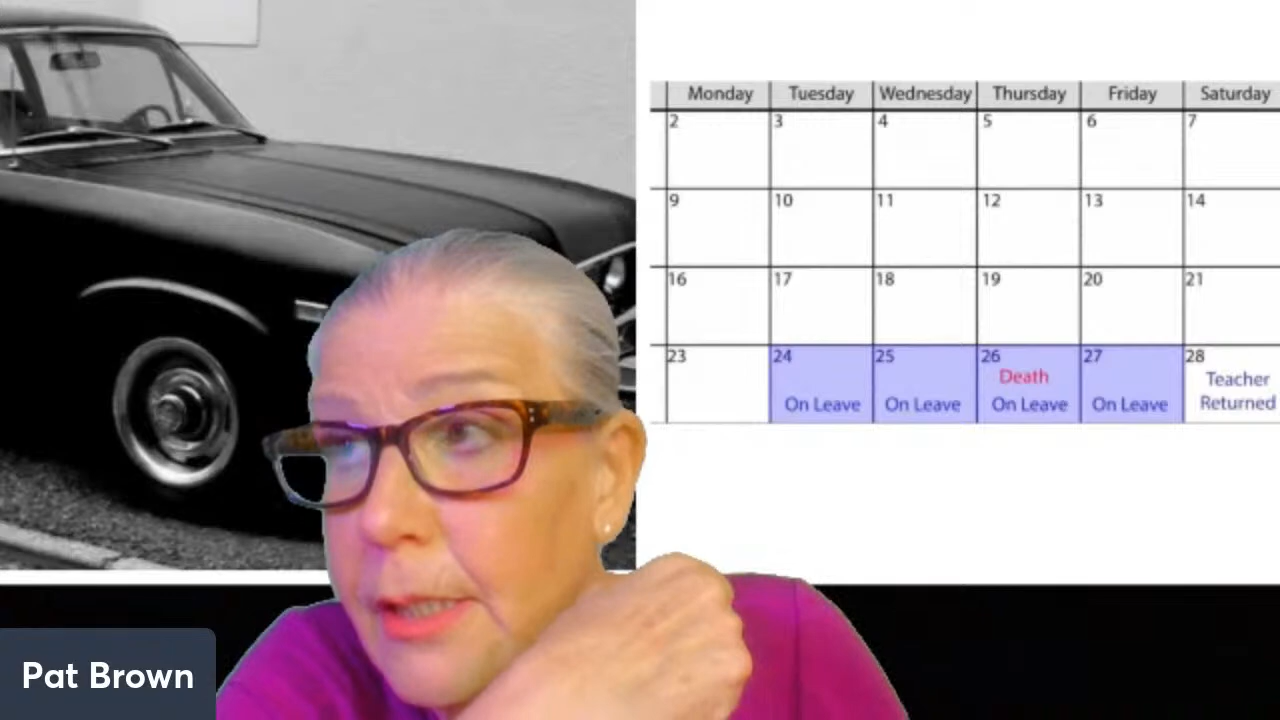 Monday Tuesday Wednesday Thursday Friday Saturday
2 3 4 5 6 7
9 10 11 12 13 14
16 17 18 19 20 21
23 24 25 26 27 28
Death Teacher
On Leave On Leave On Leave On Leave Returned
Pat Brown